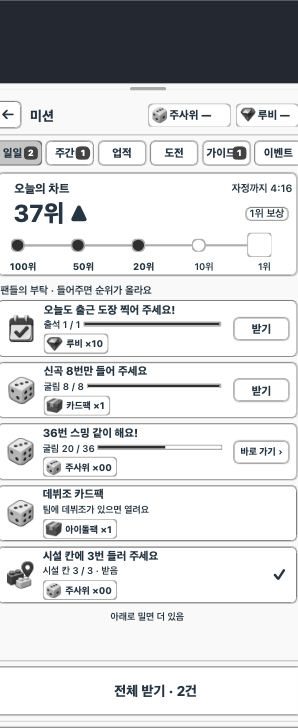 미션
주사위 —
루비 —
일일 2
주간 1
업적
도전
가이드 1
이벤트
오늘의 차트
자정까지 4:16
37위 ▲
1위 보상
100위
50위
20위
10위
1위
팬들의 부탁 · 들어주면 순위가 올라요
오늘도 출근 도장 찍어 주세요!
출석 1 / 1
루비 ×10
받기
신곡 8번만 들어 주세요
굴림 8 / 8
카드팩 ×1
받기
36번 스밍 같이 해요!
굴림 20 / 36
주사위 ×00
바로 가기 ›
데뷔조 카드팩
팀에 데뷔조가 있으면 열려요
아이돌팩 ×1
시설 칸에 3번 들러 주세요
시설 칸 3 / 3 · 받음
주사위 ×00
아래로 밀면 더 있음
전체 받기 · 2건